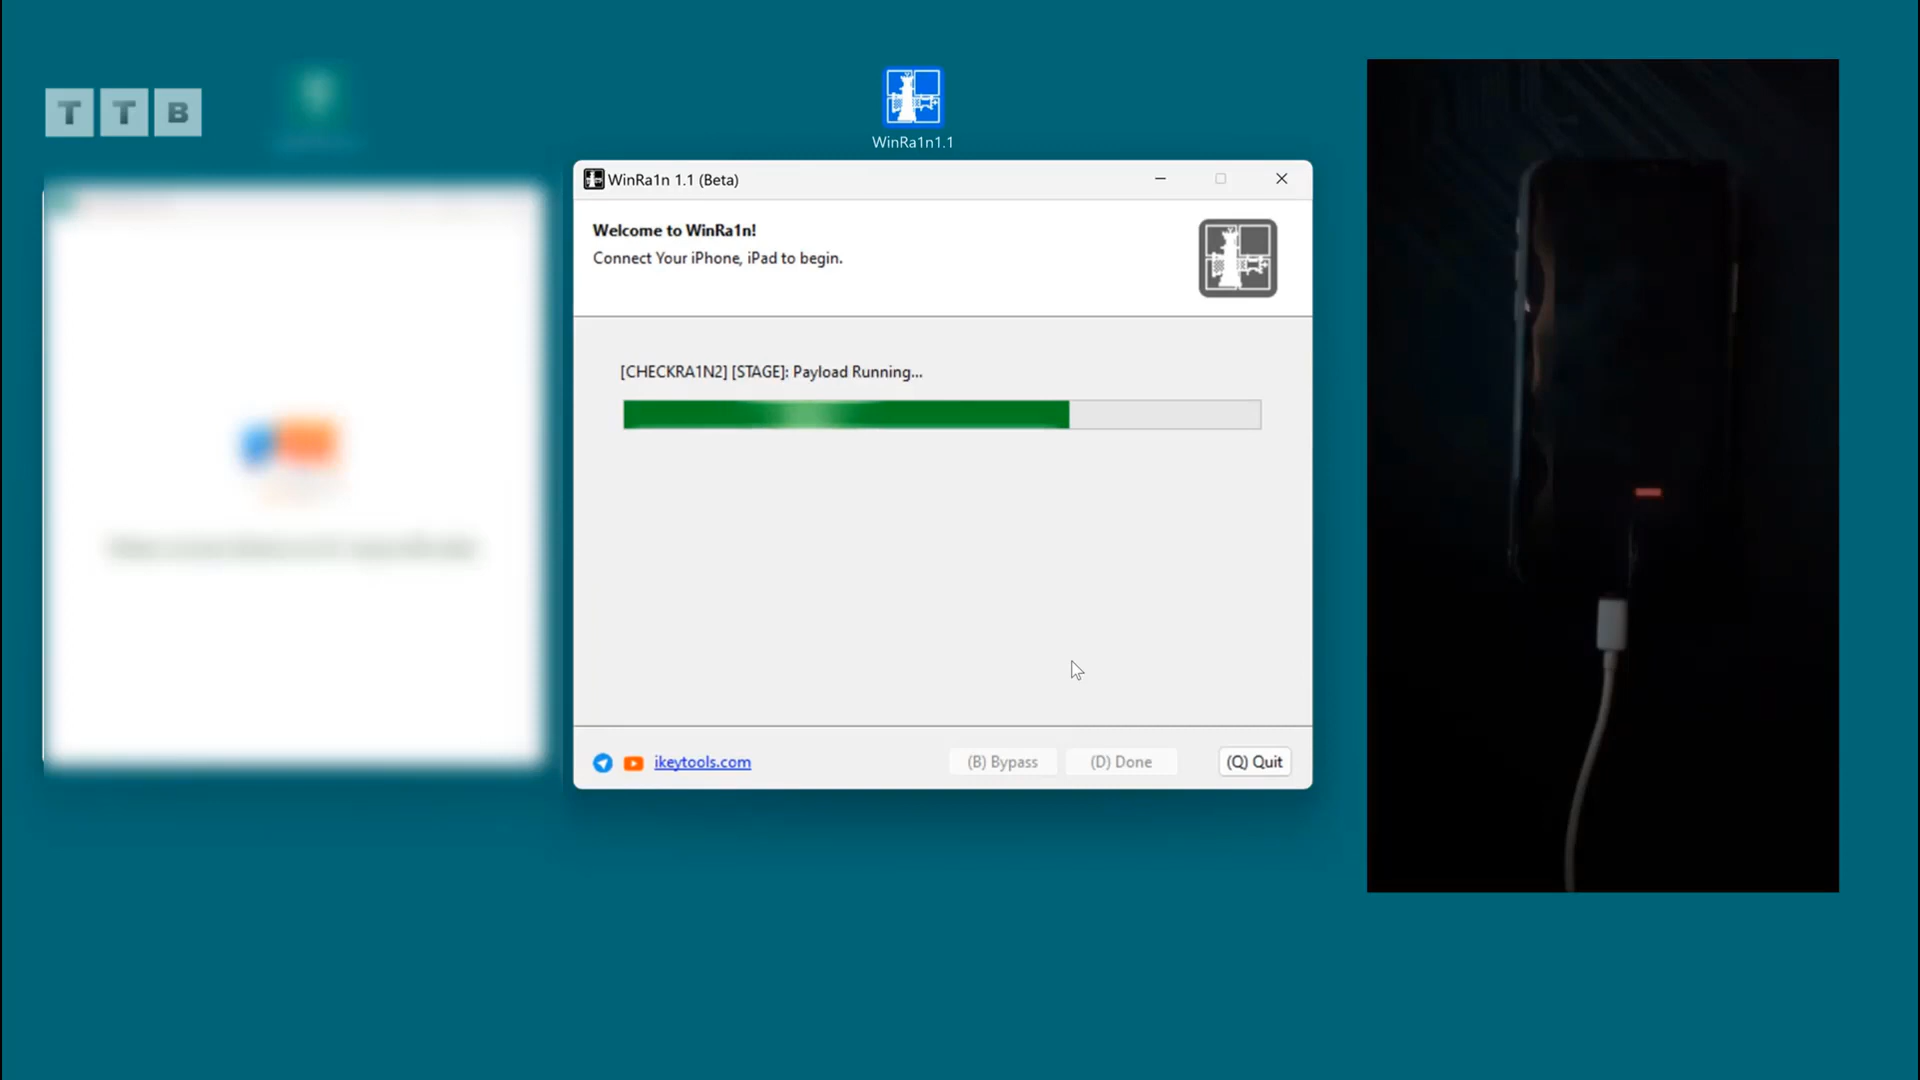 TTB
WinRa1n1.1
WinRa1n 1.1 (Beta)
Welcome to WinRa1n!
Connect Your iPhone, iPad to begin.
[CHECKRA1N2] [STAGE]: Payload Running...
ikeytools.com
(B) Bypass
(D) Done
(Q) Quit